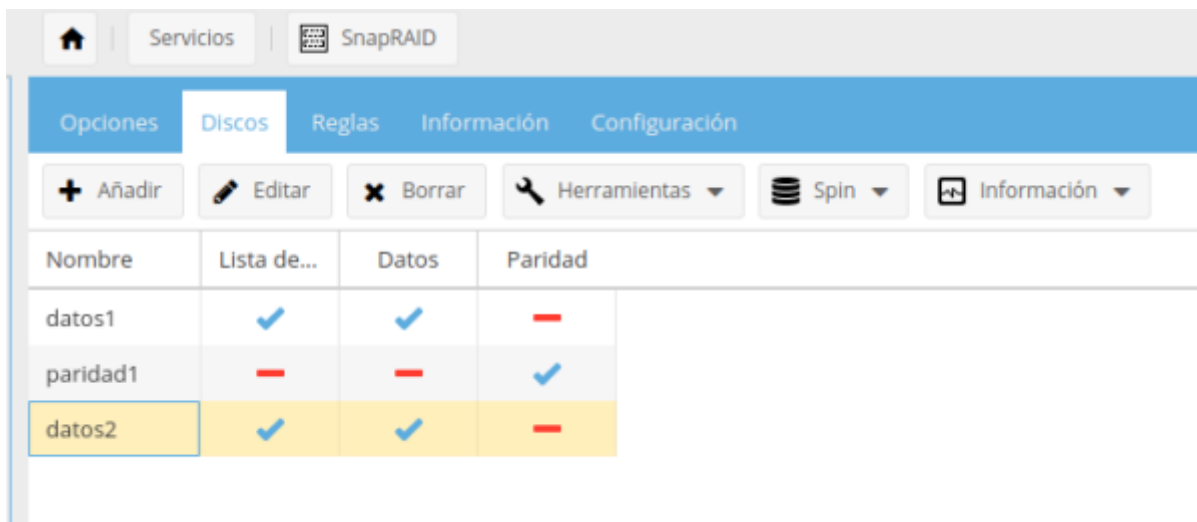 Servicios SnapRAID
Opciones Discos Reglas Información Configuración
Añadir Editar Borrar Herramientas Spin Información
Nombre Lista de... Datos Paridad
datos1
paridad1
datos2